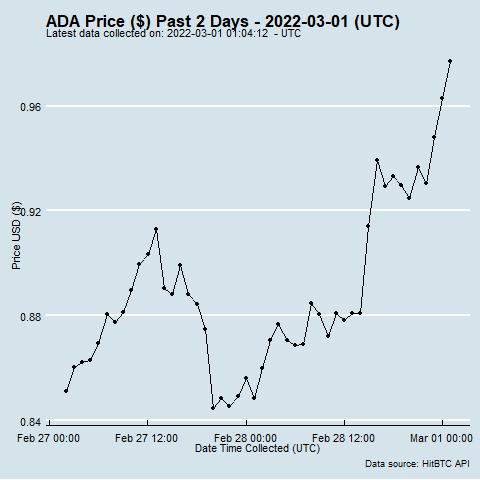 ADA Price ($) Past 2 Days - 2022-03-01 (UTC)
Latest data collected on: 2022-03-01 01:04:12  - UTC
0.96
0.92
0.88
0.84
Price USD ($)
Feb 27 00:00 Feb 27 12:00 Feb 28 00:00 Feb 28 12:00 Mar 01 00:00
Date Time Collected (UTC)
Data source: HitBTC API